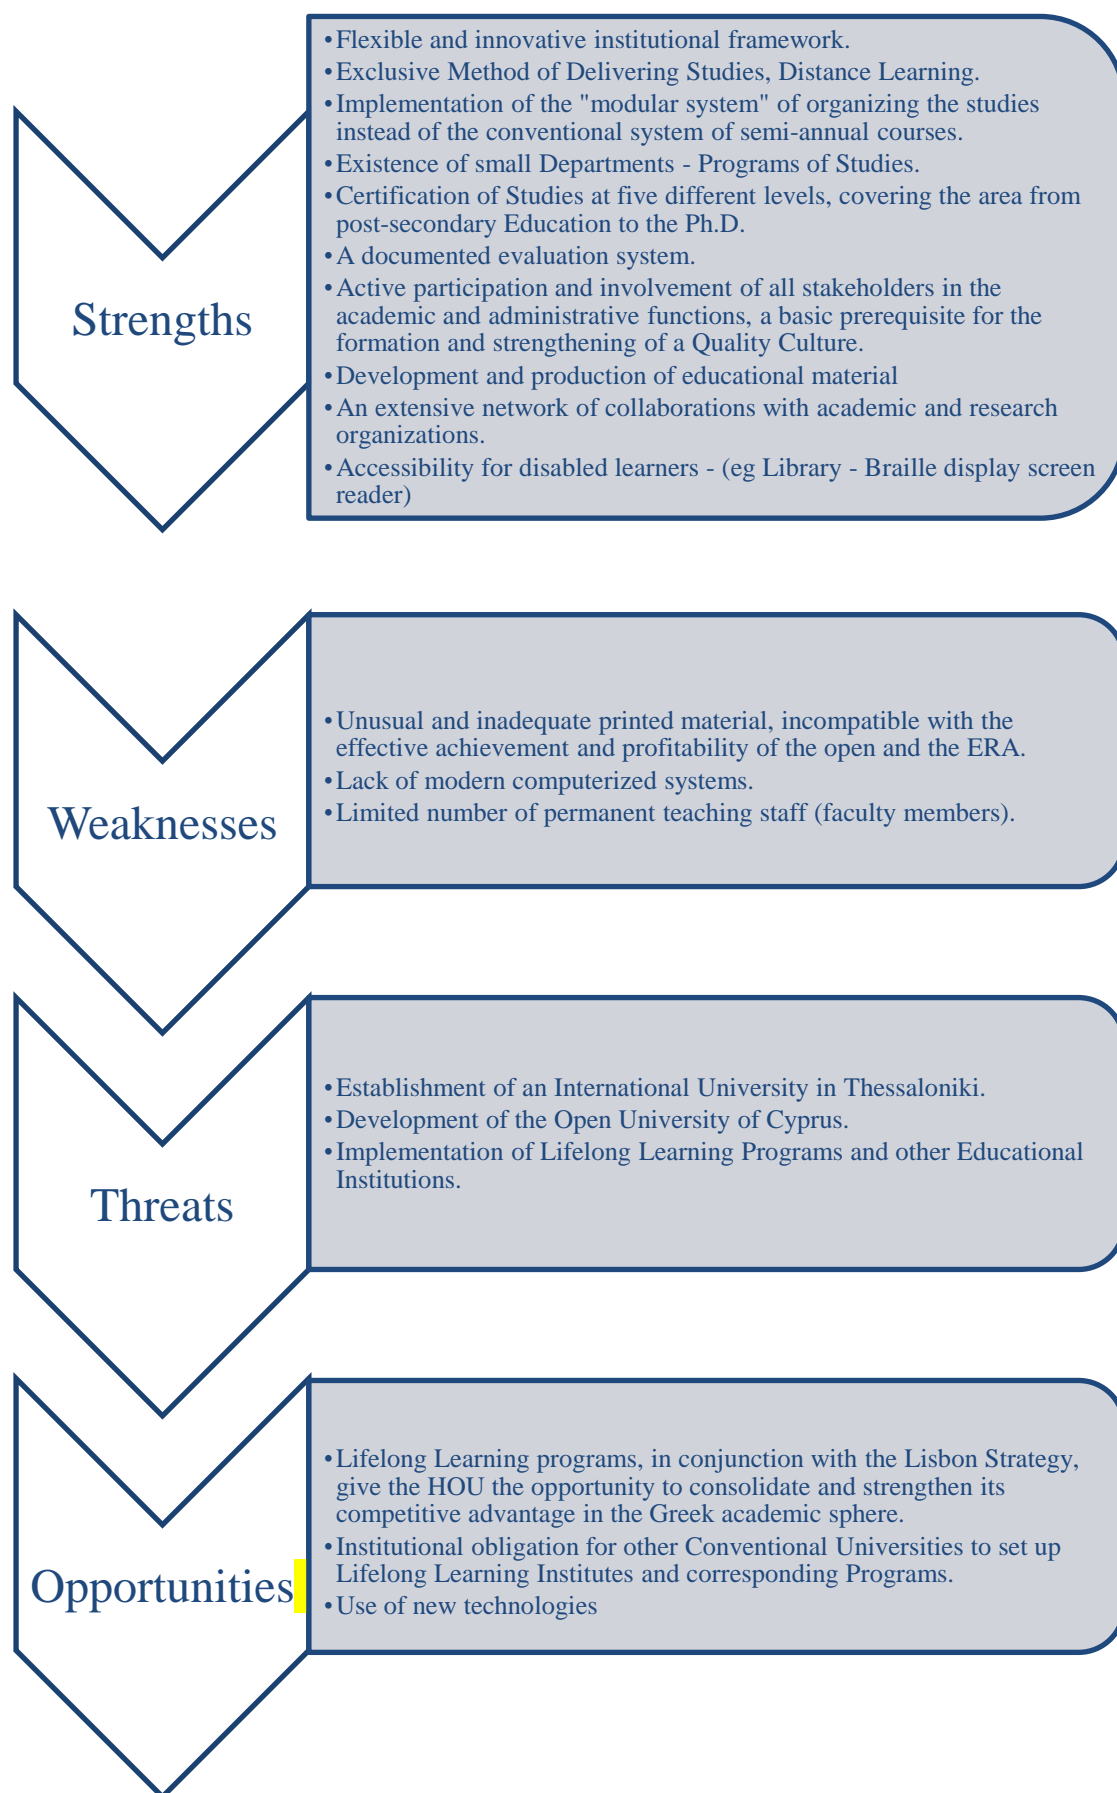 Strengths
•Flexible and innovative institutional framework.
•Exclusive Method of Delivering Studies, Distance Learning.
•Implementation of the "modular system" of organizing the studies
instead of the conventional system of semi-annual courses.
•Existence of small Departments - Programs of Studies.
•Certification of Studies at five different levels, covering the area from
post-secondary Education to the Ph.D.
•A documented evaluation system.
•Active participation and involvement of all stakeholders in the
academic and administrative functions, a basic prerequisite for the
formation and strengthening of a Quality Culture.
•Development and production of educational material
•An extensive network of collaborations with academic and research
organizations.
•Accessibility for disabled learners - (eg Library - Braille display screen
reader)
Weaknesses
•Unusual and inadequate printed material, incompatible with the
effective achievement and profitability of the open and the ERA.
•Lack of modern computerized systems.
•Limited number of permanent teaching staff (faculty members).
Threats
•Establishment of an International University in Thessaloniki.
•Development of the Open University of Cyprus.
•Implementation of Lifelong Learning Programs and other Educational
Institutions.
Opportunities
•Lifelong Learning programs, in conjunction with the Lisbon Strategy,
give the HOU the opportunity to consolidate and strengthen its
competitive advantage in the Greek academic sphere.
•Institutional obligation for other Conventional Universities to set up
Lifelong Learning Institutes and corresponding Programs.
•Use of new technologies